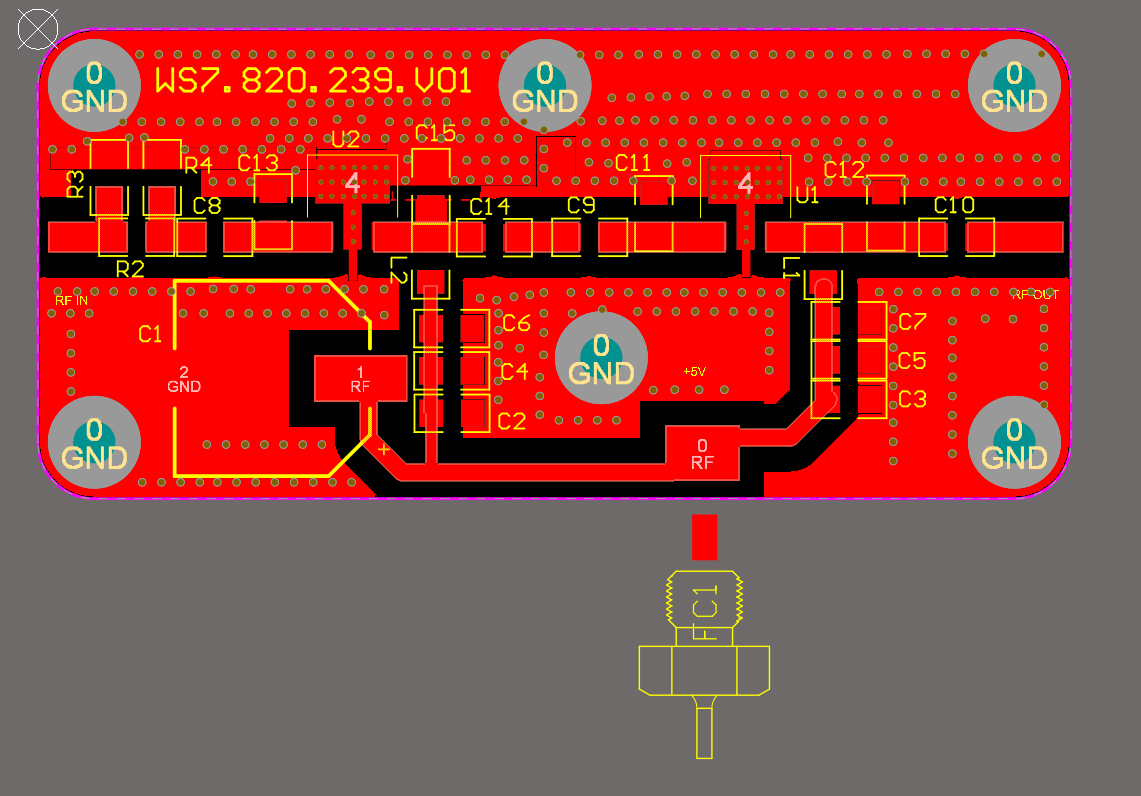 0
GND
WS7.820.239.V01
0
GND
0
GND
R3
R4
C13
U2
4
C15
C11
4
U1
C12
C8
C14
C9
C10
R2
L2
L1
RF IN
RF OUT
C1
C6
C7
2
GND
1
RF
C4
0
GND
+5V
C5
C2
C3
0
GND
+
0
RF
0
GND
FC1